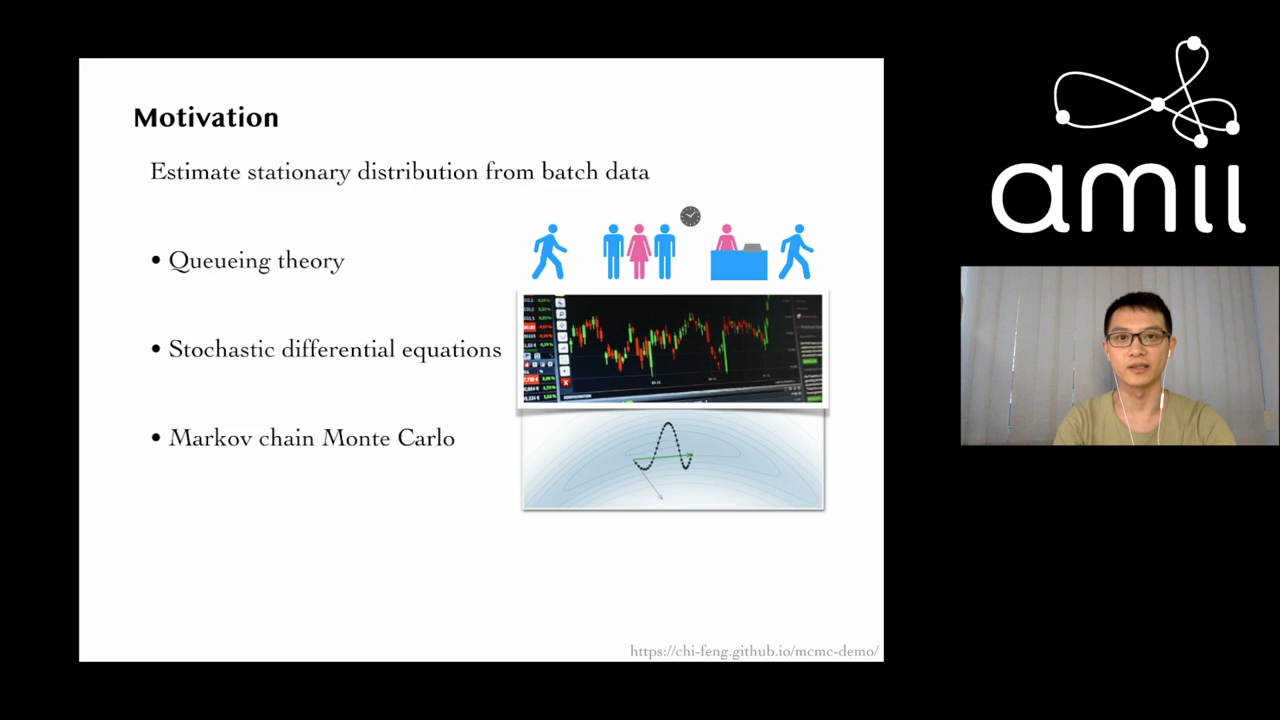 Motivation
Estimate stationary distribution from batch data
• Queueing theory
• Stochastic differential equations
• Markov chain Monte Carlo
https://chi-feng.github.io/mcmc-demo/
amii